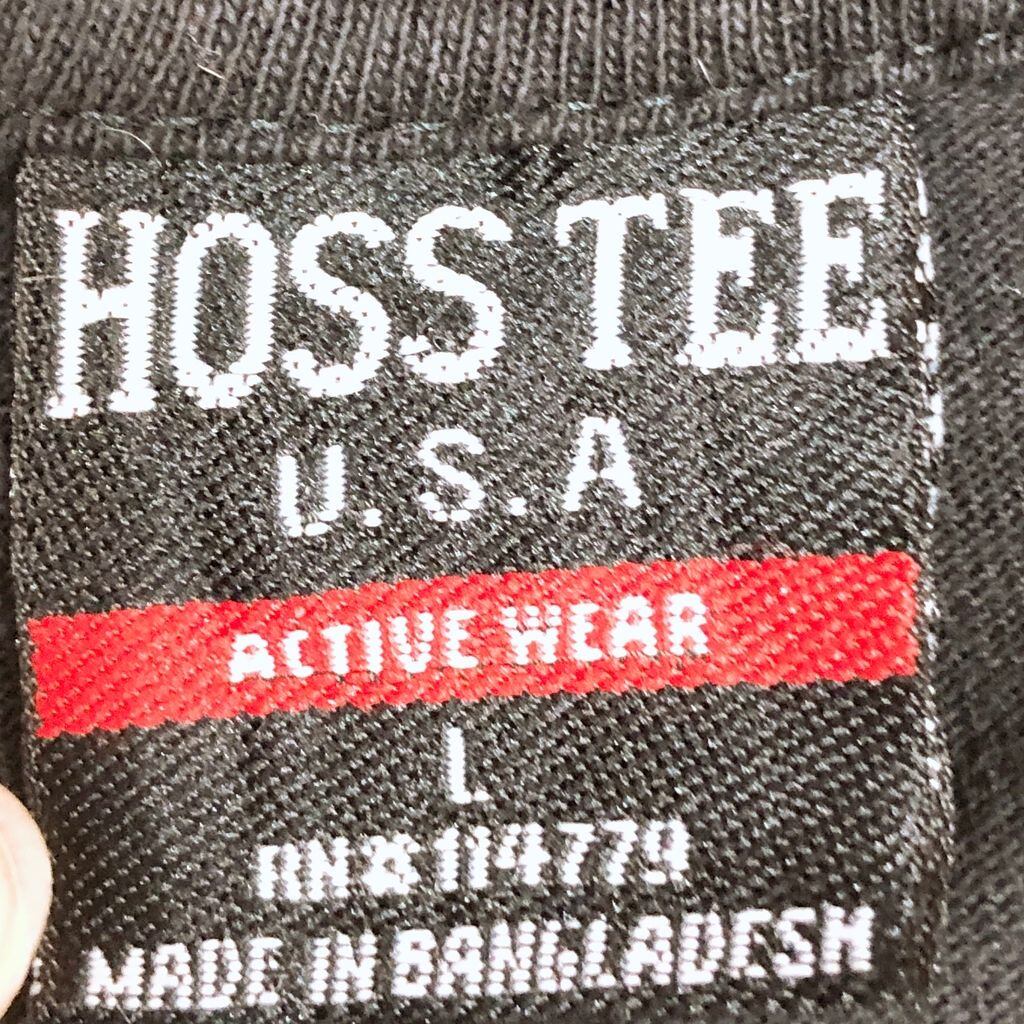 HOSS TEE
U.S.A
ACTIVE WEAR
L
RN#114779
MADE IN BANGLADESH